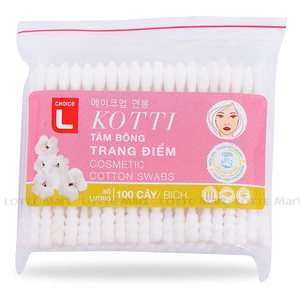 CHOICE
L
메이크업 면봉
KOTTI
TĂM BÔNG
TRANG ĐIỂM
COSMETIC
COTTON SWABS
100%
SỐ LƯỢNG
100 CÂY/BỊCH
LOTTE Mart